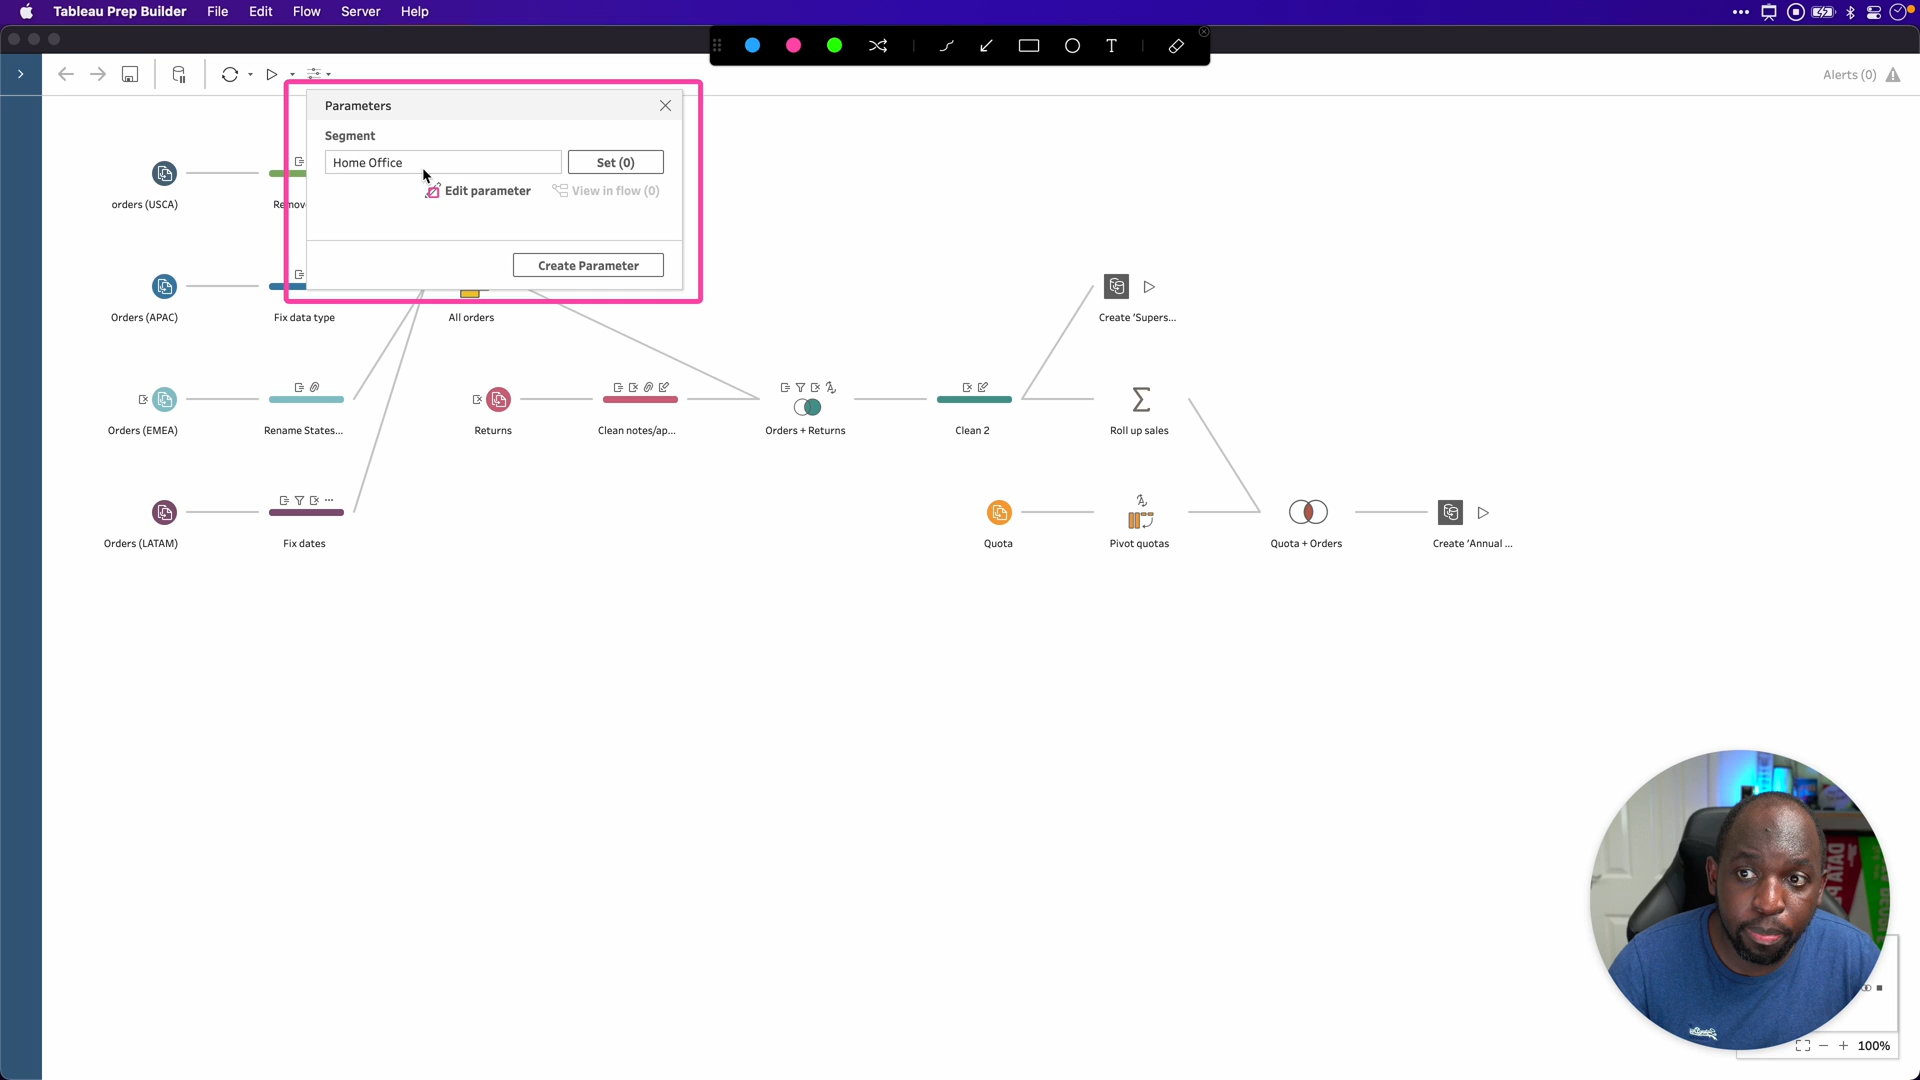 Tableau Prep Builder File Edit Flow Server Help
Alerts (0)
Parameters
Segment
Home Office
Set (0)
Edit parameter
View in flow (0)
Create Parameter
orders (USCA)
Remov
Orders (APAC)
Fix data type
All orders
Create 'Supers...
Orders (EMEA)
Rename States...
Returns
Clean notes/ap...
Orders + Returns
Clean 2
Roll up sales
Orders (LATAM)
Fix dates
Quota
Pivot quotas
Quota + Orders
Create 'Annual ...
DATA
100%